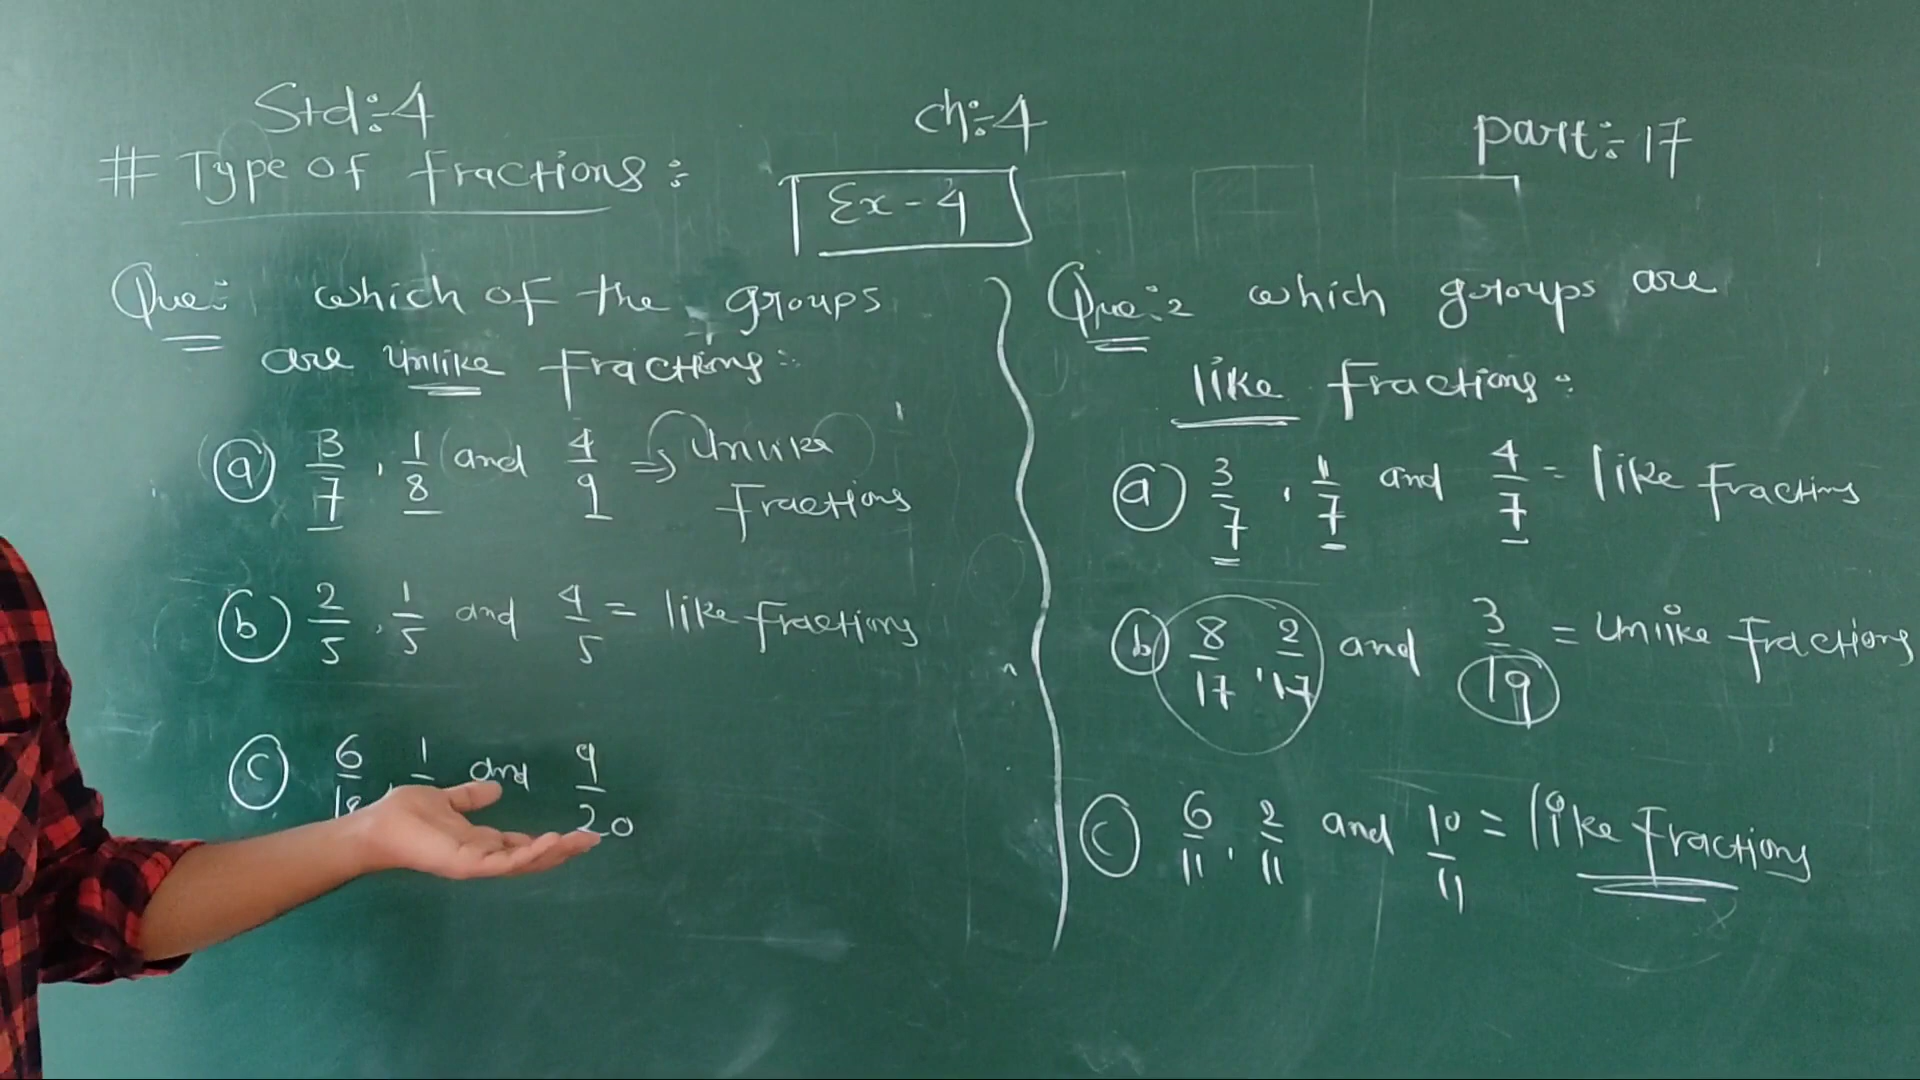 Std:-4
ch:-4
part:-17
# Type of fractions:
Ex-4
Que: which of the groups
are unlike fractions:
(a) 3/7, 1/8 and 4/9 ⇒ Unlike
fractions
(b) 2/5, 1/5 and 4/5 = like fractions
(c) 6/18, 1/ and 9/20
Que:2 which groups are
like fractions:
(a) 3/7, 1/7 and 4/7 = like fractions
(b) 8/17, 2/17 and 3/19 = unlike fractions
(c) 6/11, 2/11 and 10/11 = like fractions